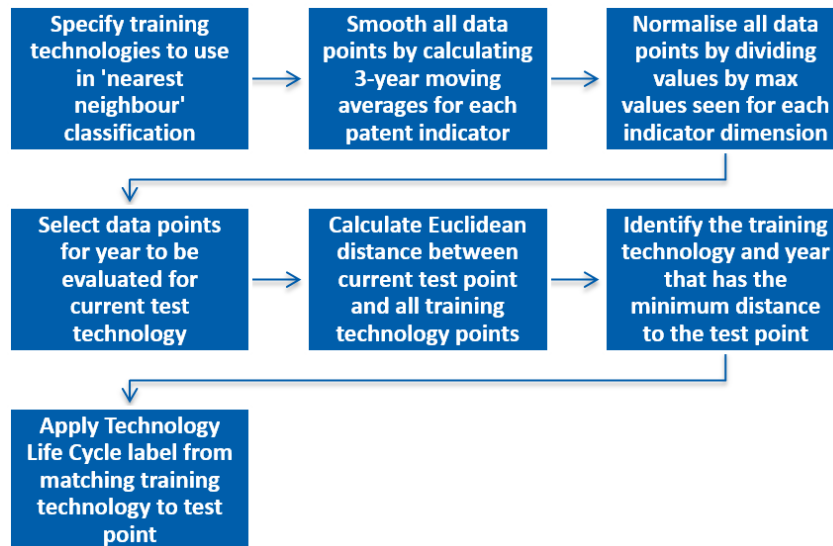 Specify training
technologies to use
in 'nearest
neighbour'
classification
Smooth all data
points by calculating
3-year moving
averages for each
patent indicator
Normalise all data
points by dividing
values by max
values seen for each
indicator dimension
Select data points
for year to be
evaluated for
current test
technology
Calculate Euclidean
distance between
current test point
and all training
technology points
Identify the training
technology and year
that has the
minimum distance
to the test point
Apply Technology
Life Cycle label from
matching training
technology to test
point